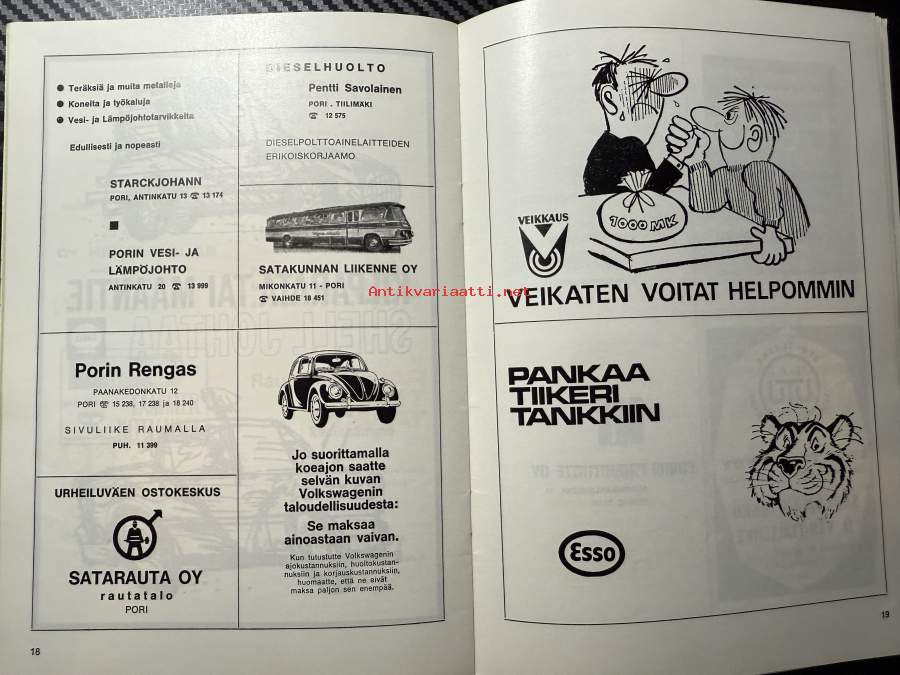 ● Teräksiä ja muita metalleja
● Koneita ja työkaluja
● Vesi- ja Lämpöjohtotarvikkeita
Edullisesti ja nopeasti
STARCKJOHANN
PORI, ANTINKATU 13 ☎ 13 174
■
PORIN VESI- JA
LÄMPÖJOHTO
ANTINKATU 20 ☎ 13 999
Porin Rengas
PAANAKEDONKATU 12
PORI ☎ 15 238, 17 238 ja 18 240
SIVULIIKE RAUMALLA
PUH. 11 399
URHEILUVÄEN OSTOKESKUS
SATARAUTA OY
rautatalo
PORI
18
DIESELHUOLTO
Pentti Savolainen
PORI . TIILIMÄKI
☎ 12 575
DIESELPOLTTOAINELAITTEIDEN
ERIKOISKORJAAMO
SATAKUNNAN LIIKENNE OY
MIKONKATU 11 - PORI
☎ VAIHDE 18 451
Jo suorittamalla
koeajon saatte
selvän kuvan
Volkswagenin
taloudellisuudesta:
Se maksaa
ainoastaan vaivan.
Kun tutustutte Volkswagenin
ajokustannuksiin, huoltokustan-
nuksiin ja korjauskustannuksiin,
huomaatte, että ne eivät
maksa paljon sen enempää.
Antikvariaatti.net
1000 MK
VEIKKAUS
VEIKATEN VOITAT HELPOMMIN
PANKAA
TIIKERI
TANKKIIN
Esso
19